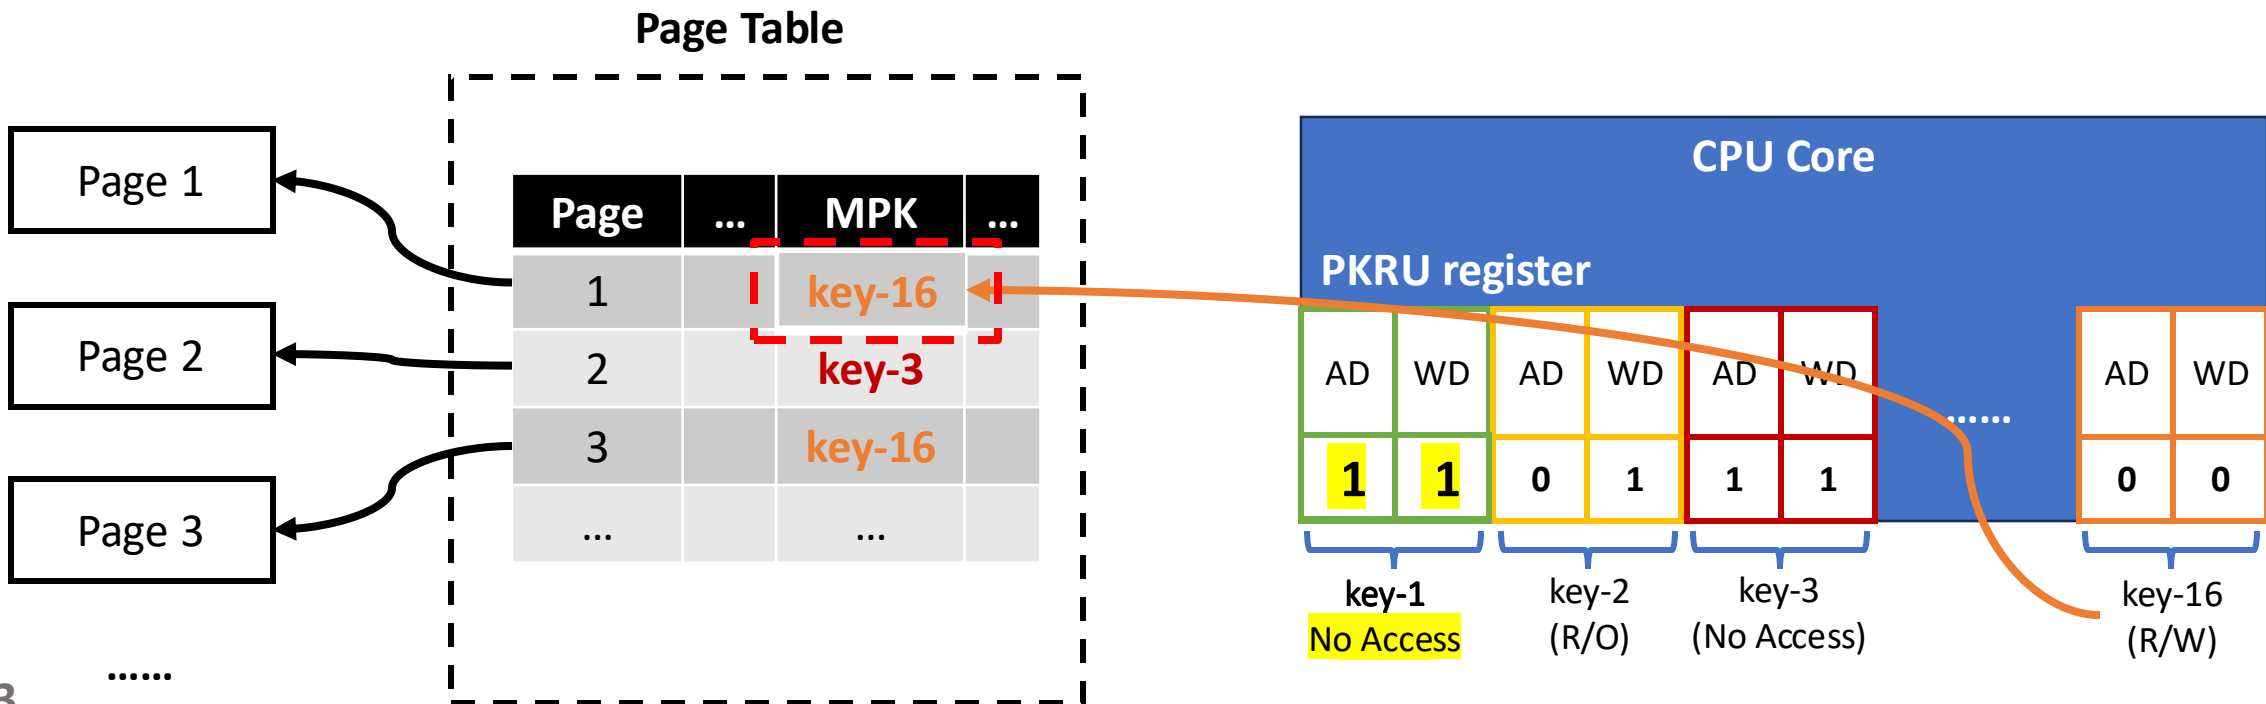 Page Table
Page 1
Page 2
Page 3
......
3
Page ... MPK ...
1 key-16
2 key-3
3 key-16
... ...
CPU Core
PKRU register
AD WD AD WD AD WD ...... AD WD
1 1 0 1 1 1 0 0
key-1 key-2 key-3 key-16
No Access (R/O) (No Access) (R/W)